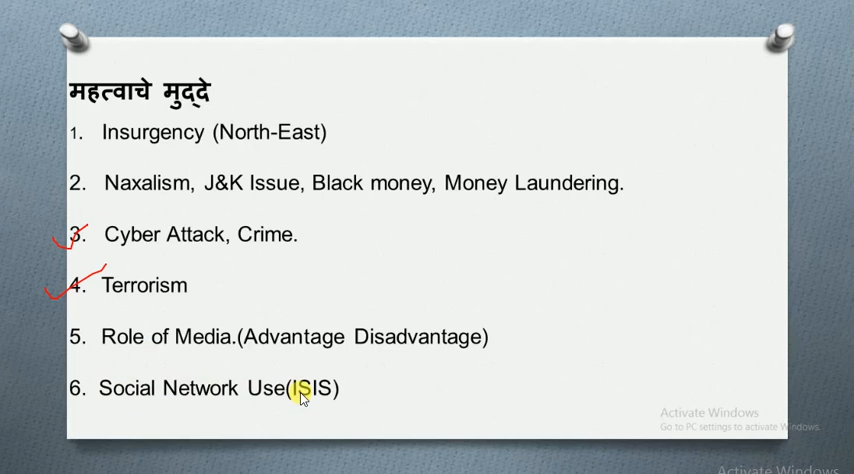 महत्वाचे मुद्दे
1. Insurgency (North-East)
2. Naxalism, J&K Issue, Black money, Money Laundering.
3. Cyber Attack, Crime.
4. Terrorism
5. Role of Media.(Advantage Disadvantage)
6. Social Network Use(ISIS)
Activate Windows
Go to PC settings to activate Windows.
Activate Windows